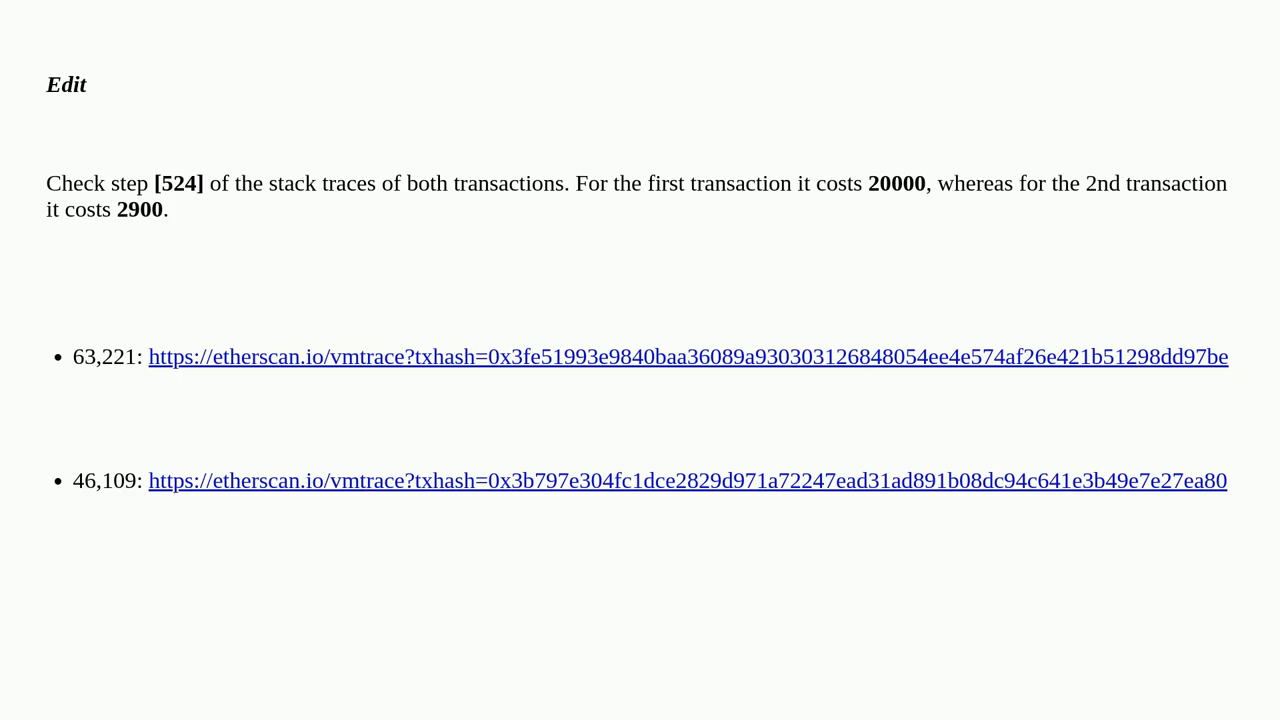 Edit
Check step [524] of the stack traces of both transactions. For the first transaction it costs 20000, whereas for the 2nd transaction
it costs 2900.
• 63,221: https://etherscan.io/vmtrace?txhash=0x3fe51993e9840baa36089a930303126848054ee4e574af26e421b51298dd97be
• 46,109: https://etherscan.io/vmtrace?txhash=0x3b797e304fc1dce2829d971a72247ead31ad891b08dc94c641e3b49e7e27ea80